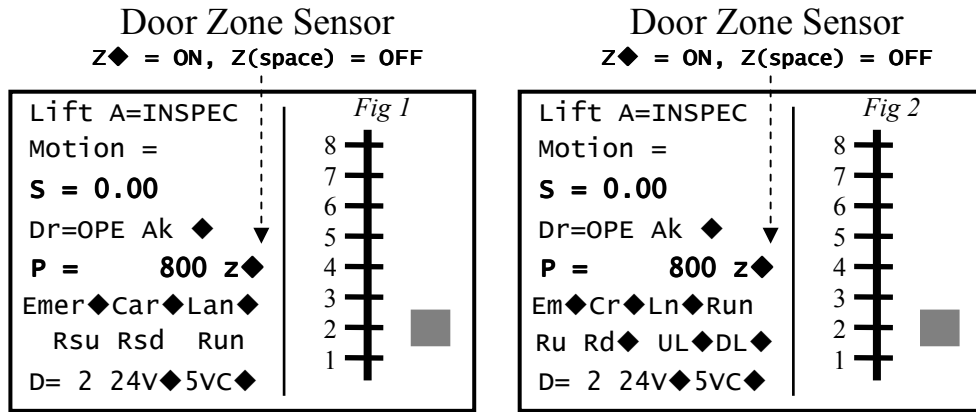 Door Zone Sensor
Z◆ = ON, Z(space) = OFF
Lift A=INSPEC
Motion =
S = 0.00
Dr=OPE Ak ◆
P = 800 z◆
Emer◆Car◆Lan◆
Rsu Rsd Run
D= 2 24V◆5VC◆
Fig 1
8
7
6
5
4
3
2
1
Door Zone Sensor
Z◆ = ON, Z(space) = OFF
Lift A=INSPEC
Motion =
S = 0.00
Dr=OPE Ak ◆
P = 800 z◆
Em◆Cr◆Ln◆Run
Ru Rd◆ UL◆DL◆
D= 2 24V◆5VC◆
Fig 2
8
7
6
5
4
3
2
1